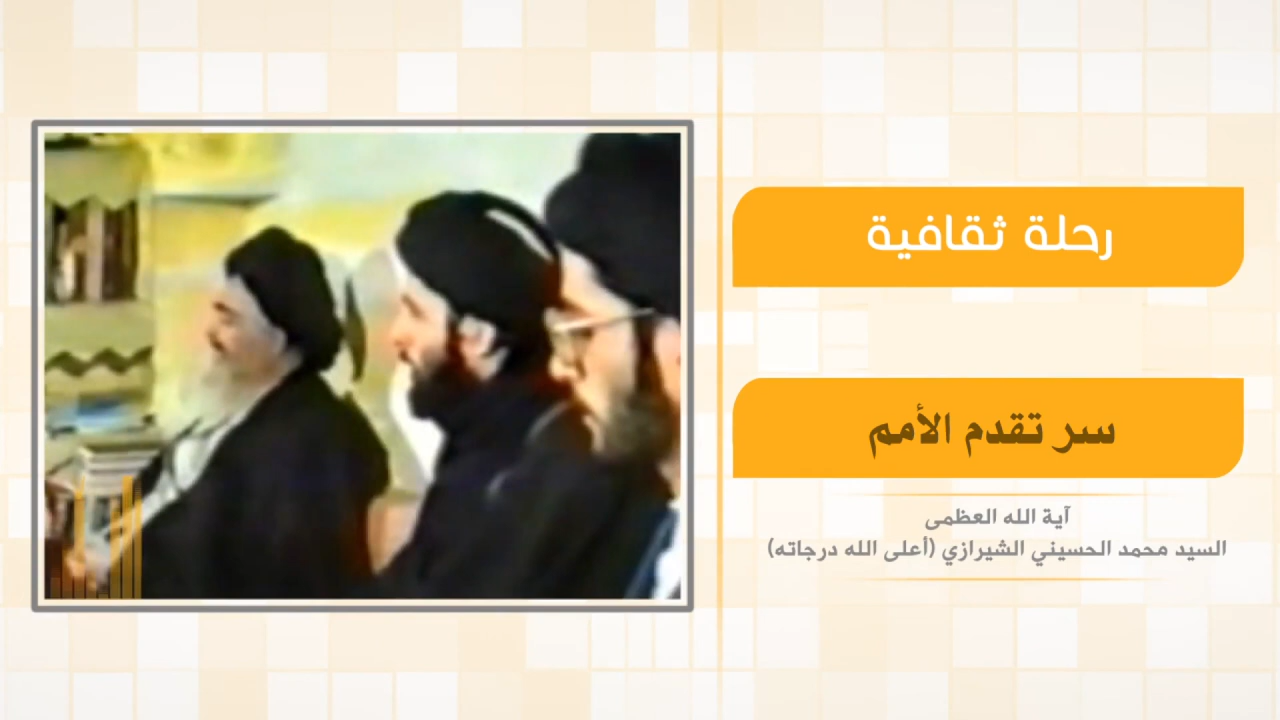 رحلة ثقافية
سر تقدم الأمم
آية الله العظمى
السيد محمد الحسيني الشيرازي (أعلى الله درجاته)